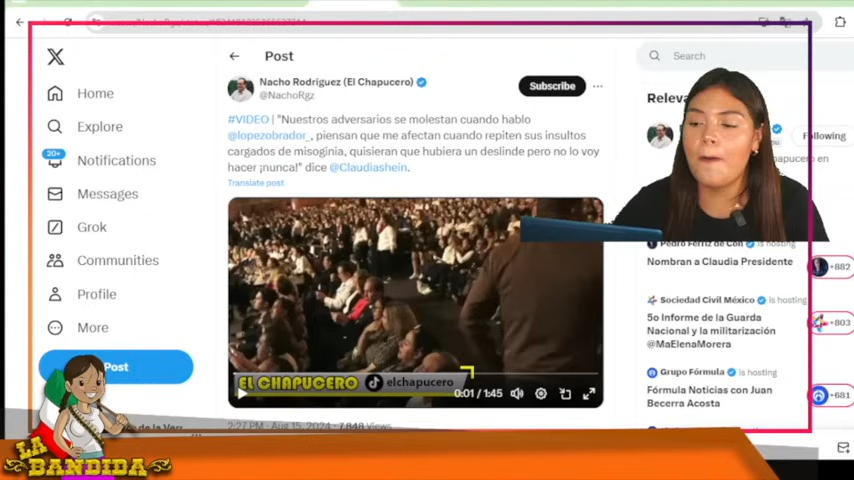 Home
Explore
20+
Notifications
Messages
Grok
Communities
Profile
More
Post
Post
Nacho Rodríguez (El Chapucero)
@NachoRgz
Subscribe
#VIDEO | "Nuestros adversarios se molestan cuando hablo
@lopezobrador_, piensan que me afectan cuando repiten sus insultos
cargados de misoginia, quisieran que hubiera un deslinde pero no lo voy
hacer ¡nunca!" dice @Claudiashein.
Translate post
EL CHAPUCERO
elchapucero
0:01 / 1:45
2:27 PM · Aug 15, 2024 · 7,848 Views
Search
Following
Pedro Ferriz de Con is hosting
Nombran a Claudia Presidente
+882
Sociedad Civil México is hosting
5o Informe de la Guarda
Nacional y la militarización
@MaElenaMorera
+803
Grupo Fórmula is hosting
Fórmula Noticias con Juan
Becerra Acosta
+681
LA
BANDIDA